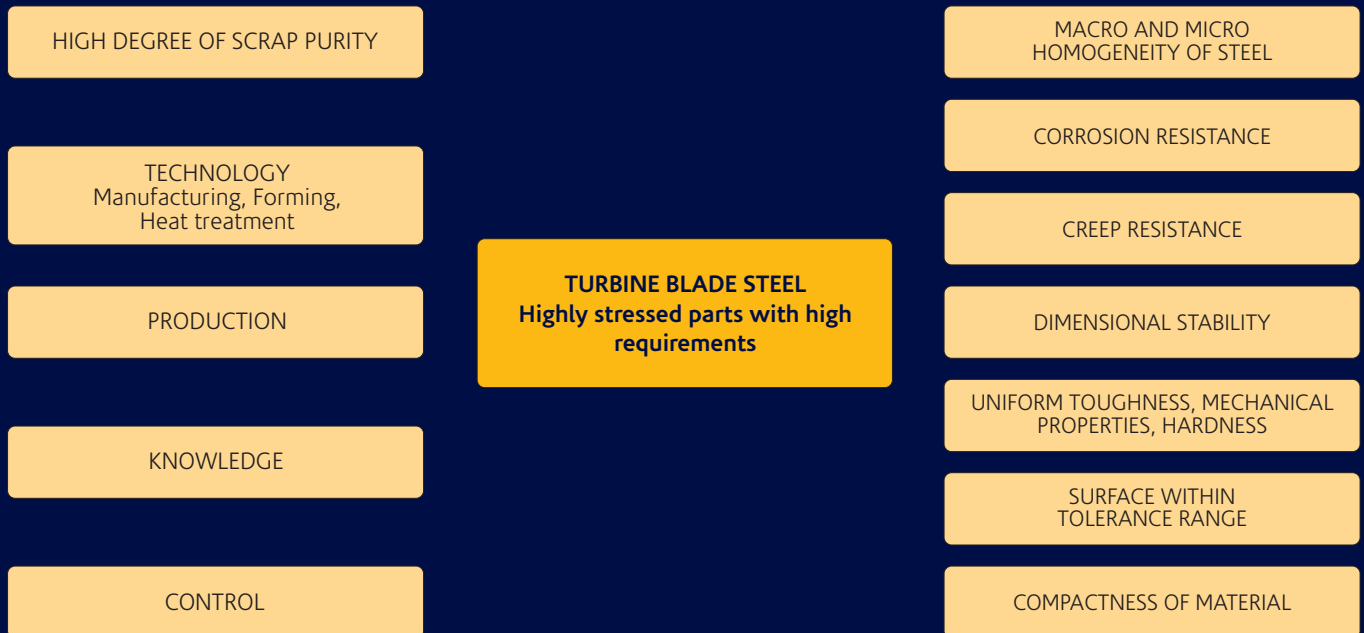 HIGH DEGREE OF SCRAP PURITY
TECHNOLOGY
Manufacturing, Forming,
Heat treatment
PRODUCTION
KNOWLEDGE
CONTROL
TURBINE BLADE STEEL
Highly stressed parts with high
requirements
MACRO AND MICRO
HOMOGENEITY OF STEEL
CORROSION RESISTANCE
CREEP RESISTANCE
DIMENSIONAL STABILITY
UNIFORM TOUGHNESS, MECHANICAL
PROPERTIES, HARDNESS
SURFACE WITHIN
TOLERANCE RANGE
COMPACTNESS OF MATERIAL